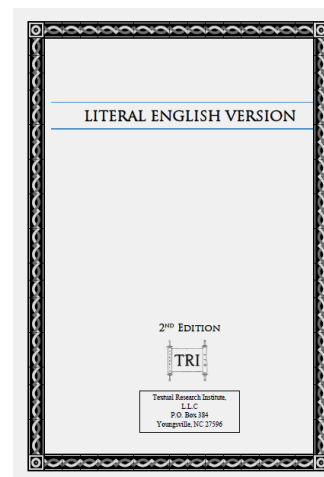 LITERAL ENGLISH VERSION
2ND EDITION
TRI
Textual Research Institute,
L.L.C
P.O. Box 384
Youngsville, NC 27596